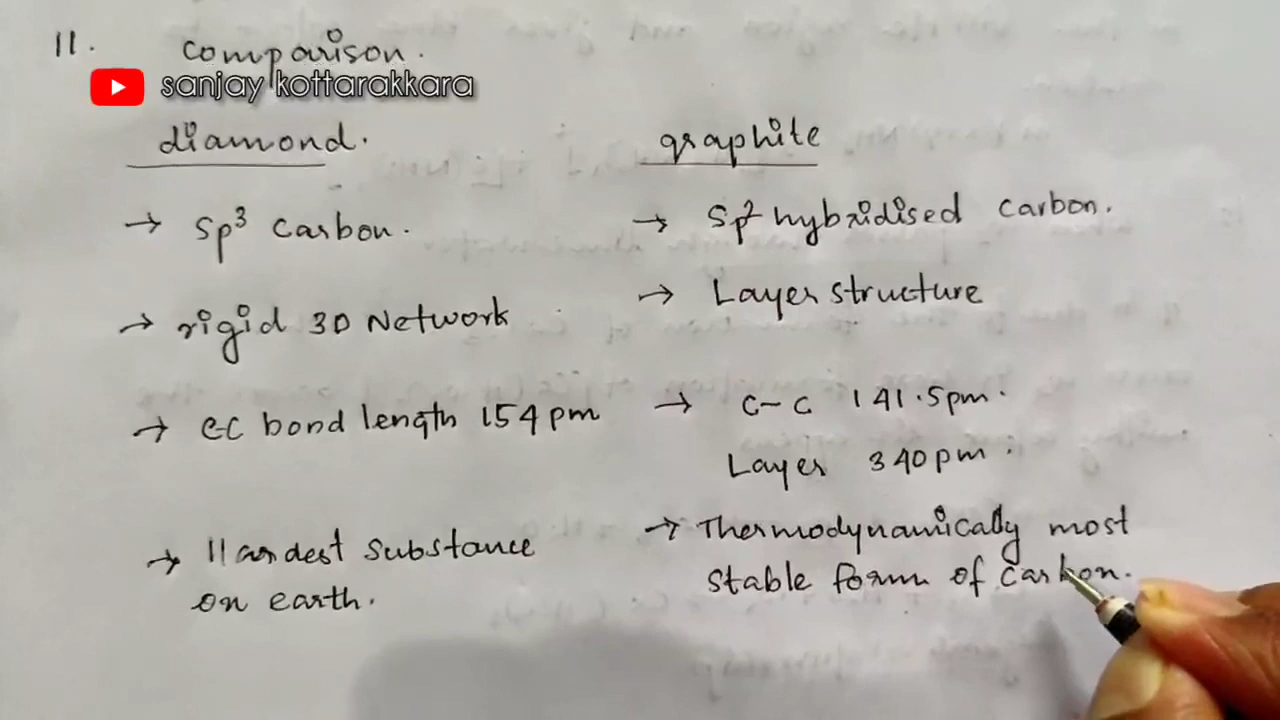 11. Comparison.
sanjay kottarakkara
diamond.
graphite
→ Sp³ Carbon.
→ Sp² hybridised Carbon.
→ rigid 3D Network
→ Layer structure
→ C-C bond length 154 pm
→ C-C 141.5pm.
Layer 340pm.
→ Hardest substance
on earth.
→ Thermodynamically most
stable form of Carbon.